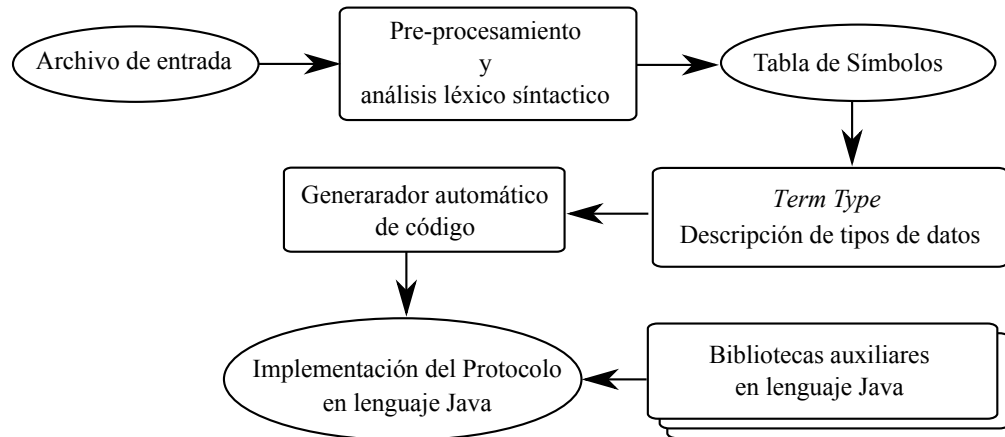 Archivo de entrada
Pre-procesamiento
y
análisis léxico síntactico
Tabla de Símbolos
Term Type
Descripción de tipos de datos
Generarador automático
de código
Implementación del Protocolo
en lenguaje Java
Bibliotecas auxiliares
en lenguaje Java